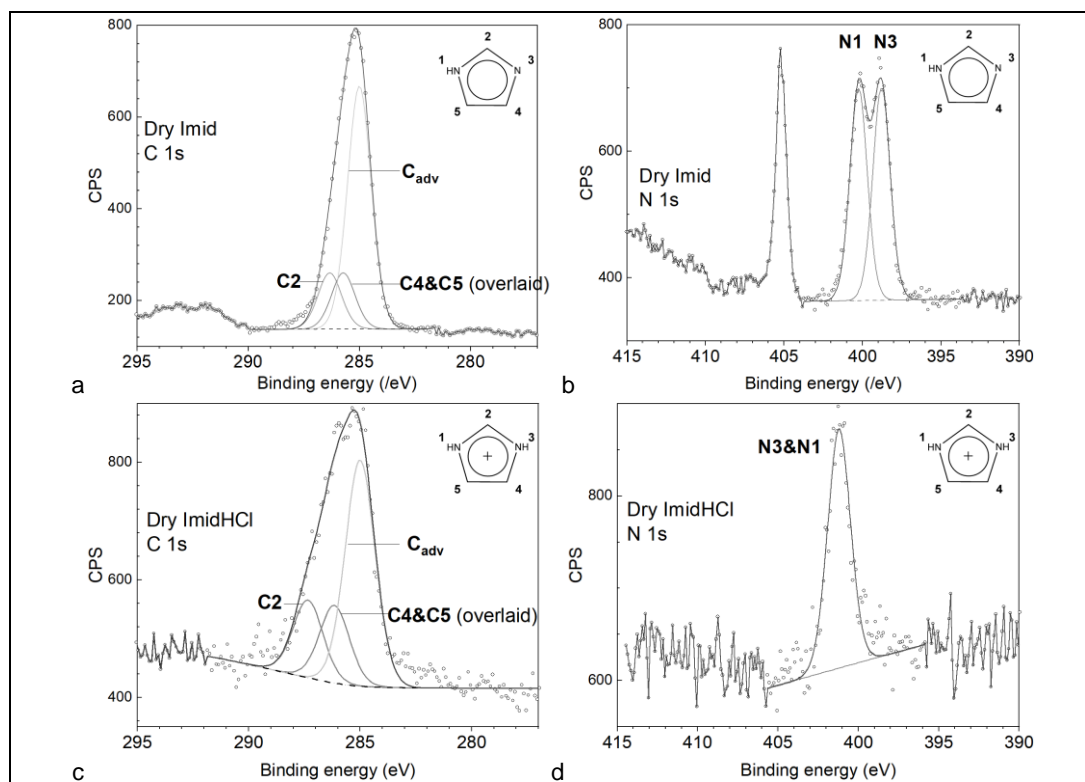 800
600
400
200
CPS
Dry Imid
C 1s
C2
Cadv
C4&C5 (overlaid)
2
1
HN
N
3
5
4
295
290
285
280
Binding energy (/eV)
a
800
600
400
CPS
Dry Imid
N 1s
N1
N3
2
1
HN
N
3
5
4
415
410
405
400
395
390
Binding energy (/eV)
b
800
600
400
CPS
Dry ImidHCl
C 1s
C2
Cadv
C4&C5 (overlaid)
2
1
HN
NH
3
+
5
4
295
290
285
280
Binding energy (/eV)
c
800
600
CPS
Dry ImidHCl
N 1s
N3&N1
2
1
HN
NH
3
+
5
4
415
410
405
400
395
390
Binding energy (/eV)
d